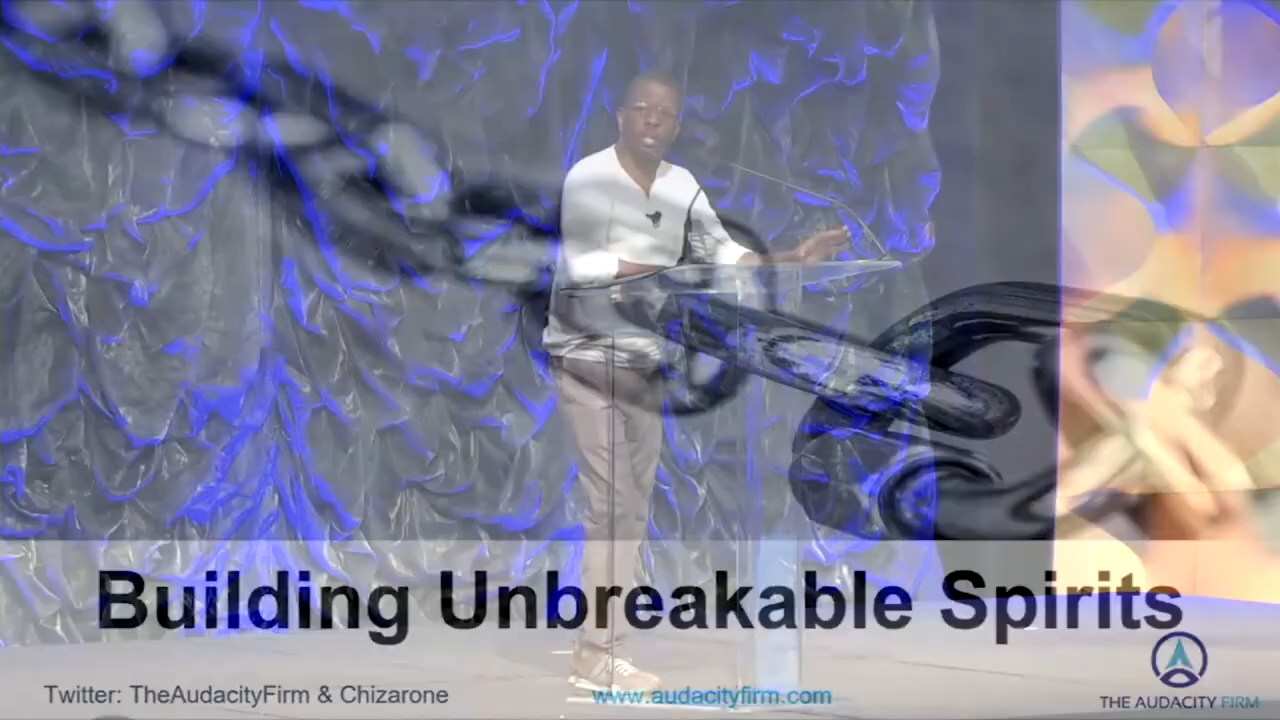 Building Unbreakable Spirits
Twitter: TheAudacityFirm & Chizarone
www.audacityfirm.com
THE AUDACITY FIRM